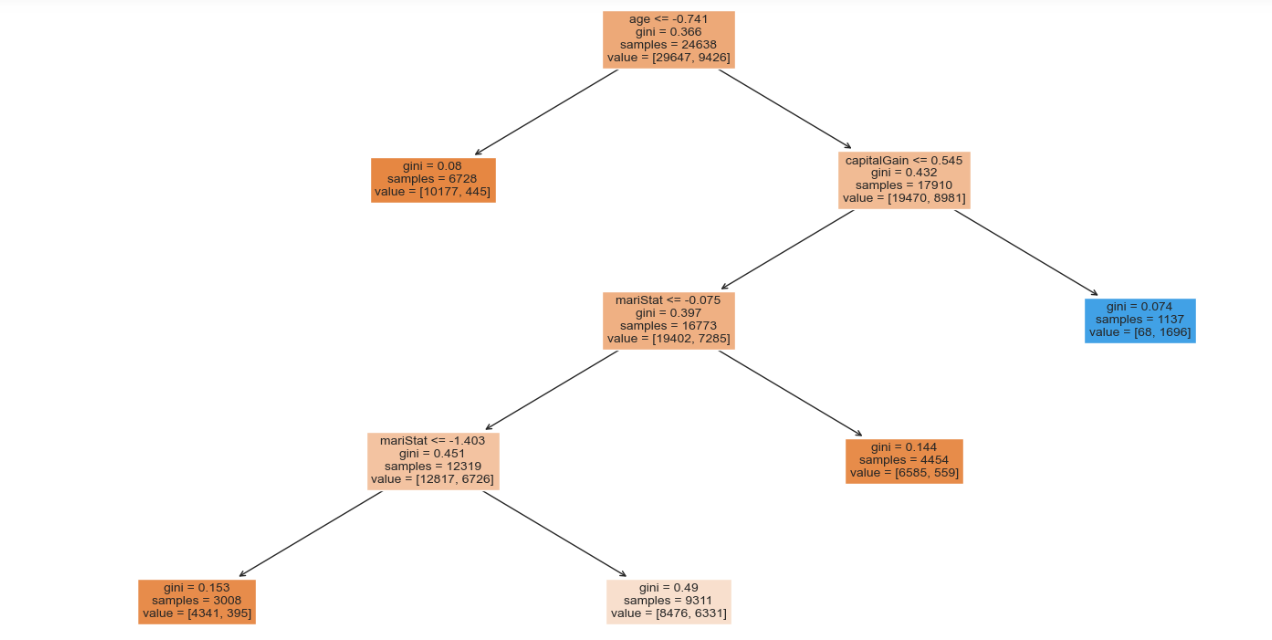 age <= -0.741
gini = 0.366
samples = 24638
value = [29647, 9426]
gini = 0.08
samples = 6728
value = [10177, 445]
capitalGain <= 0.545
gini = 0.432
samples = 17910
value = [19470, 8981]
mariStat <= -0.075
gini = 0.397
samples = 16773
value = [19402, 7285]
gini = 0.074
samples = 1137
value = [68, 1696]
mariStat <= -1.403
gini = 0.451
samples = 12319
value = [12817, 6726]
gini = 0.144
samples = 4454
value = [6585, 559]
gini = 0.153
samples = 3008
value = [4341, 395]
gini = 0.49
samples = 9311
value = [8476, 6331]